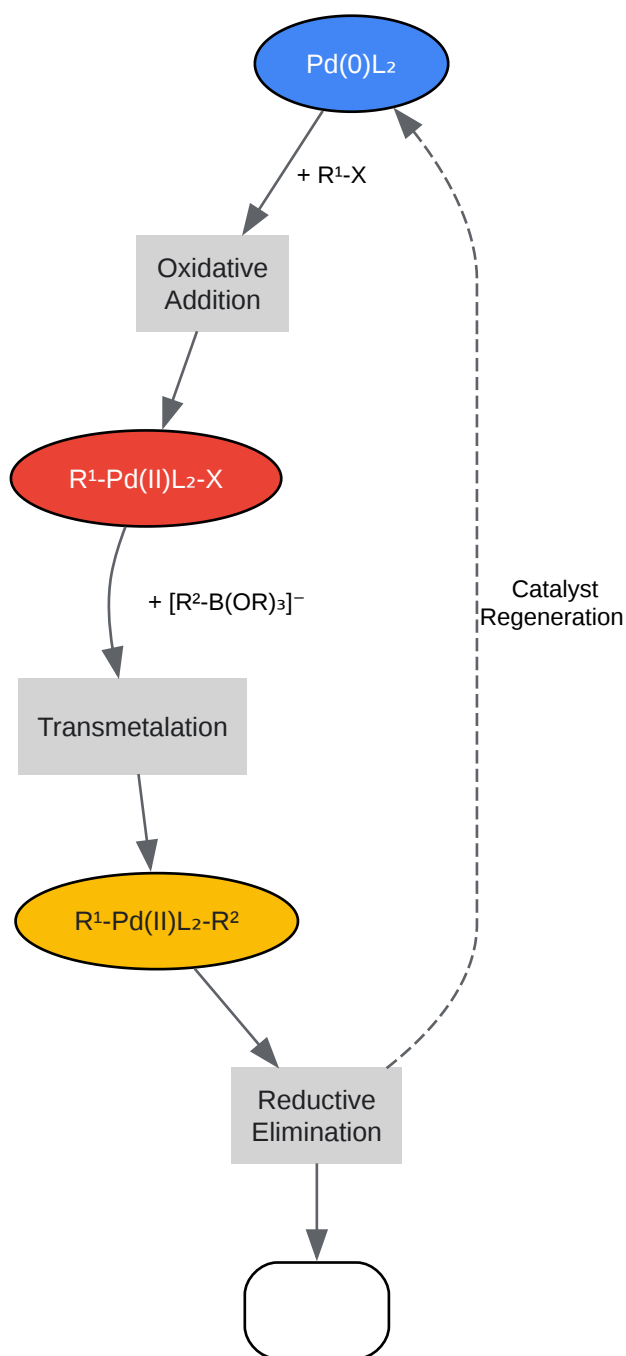 Pd(0)L₂
+ R¹-X
Oxidative
Addition
R¹-Pd(II)L₂-X
+ [R²-B(OR)₃]⁻
Catalyst
Regeneration
Transmetalation
R¹-Pd(II)L₂-R²
Reductive
Elimination